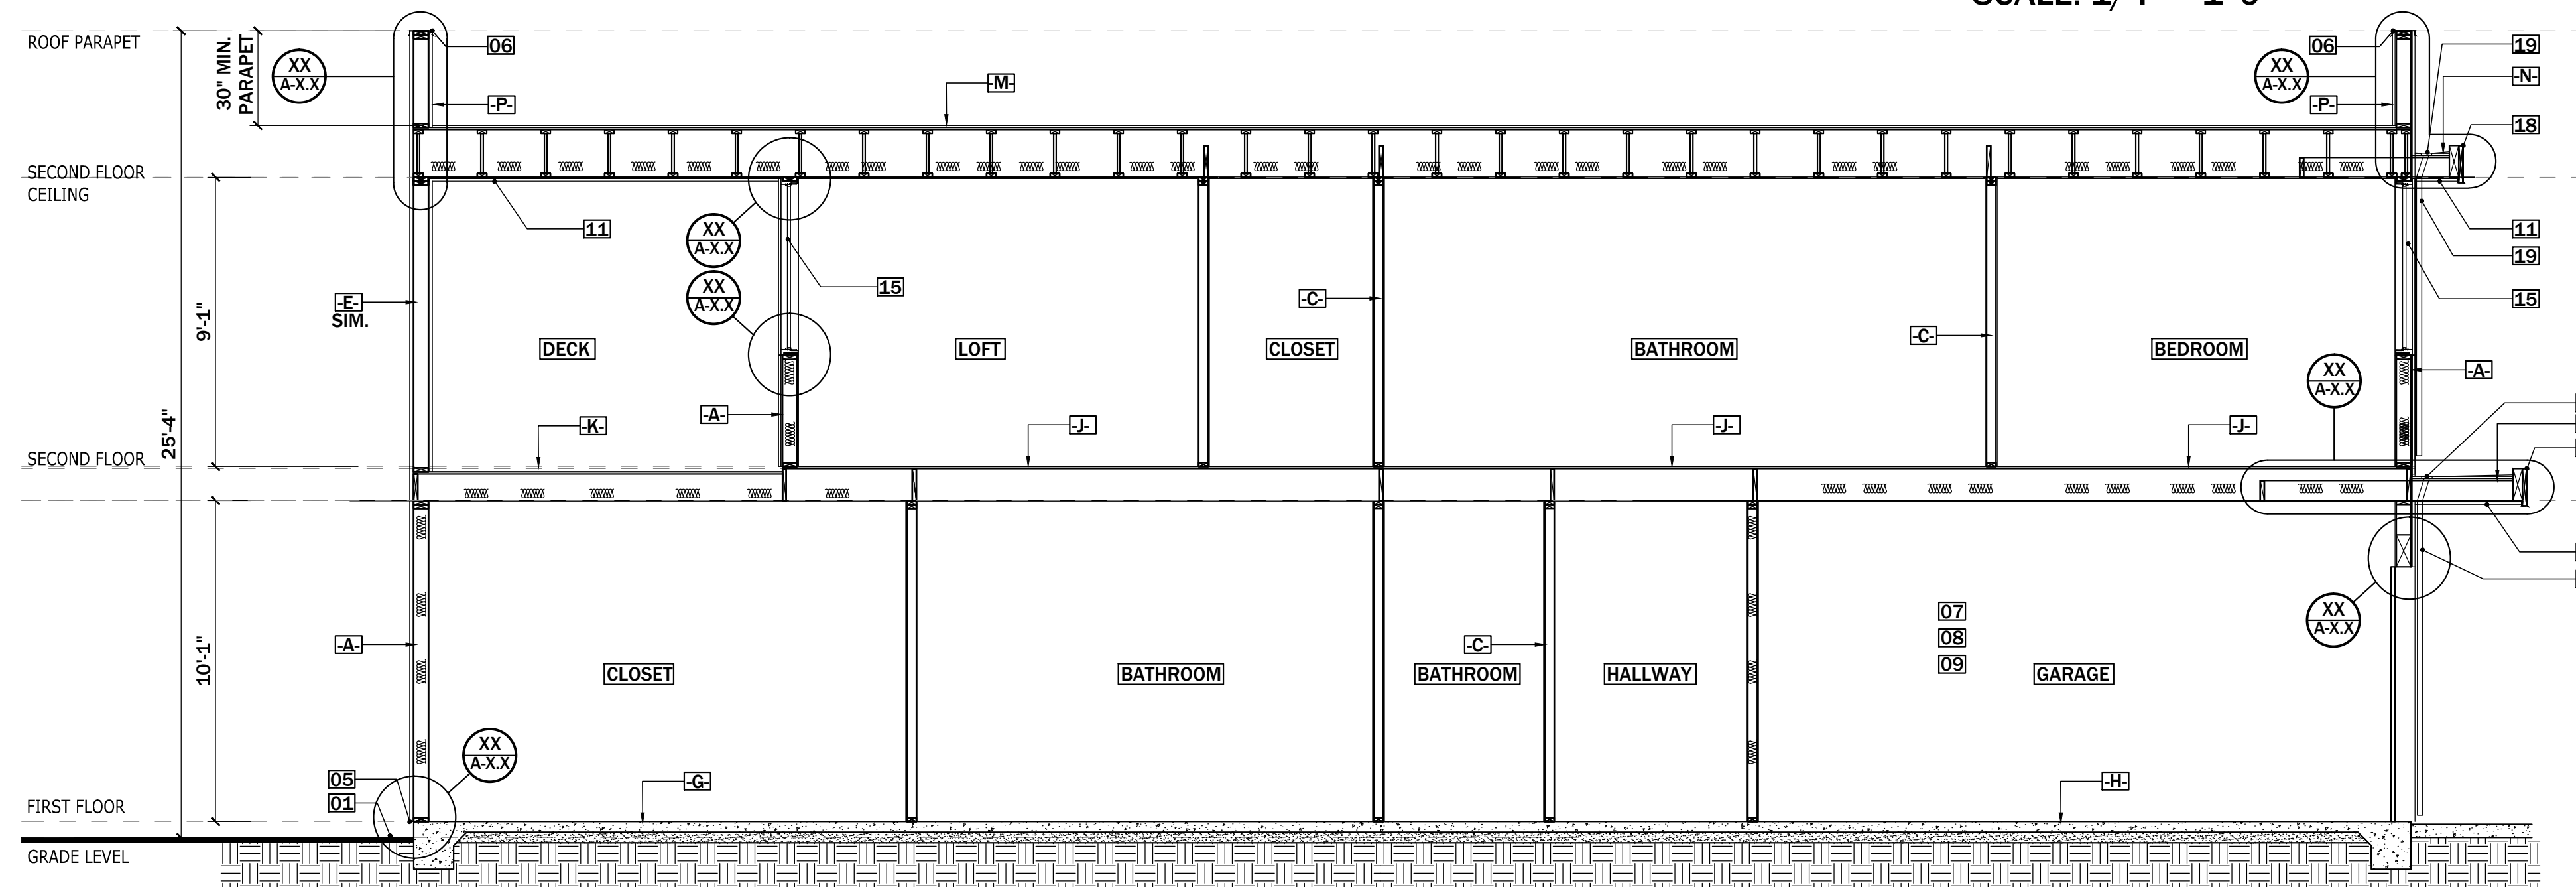 ROOF PARAPET
30" MIN.
PARAPET
XX
A-X.X
06
-P-
-M-
06
XX
A-X.X
-P-
19
-N-
18
SECOND FLOOR
CEILING
11
XX
A-X.X
XX
A-X.X
15
11
19
15
-E-
SIM.
9'-1"
25'-4"
DECK
LOFT
CLOSET
-C-
BATHROOM
-C-
BEDROOM
XX
A-X.X
-A-
-A-
-K-
-J-
-J-
-J-
SECOND FLOOR
10'-1"
-A-
CLOSET
BATHROOM
-C-
BATHROOM
HALLWAY
07
08
09
GARAGE
XX
A-X.X
XX
A-X.X
05
01
-G-
-H-
FIRST FLOOR
GRADE LEVEL